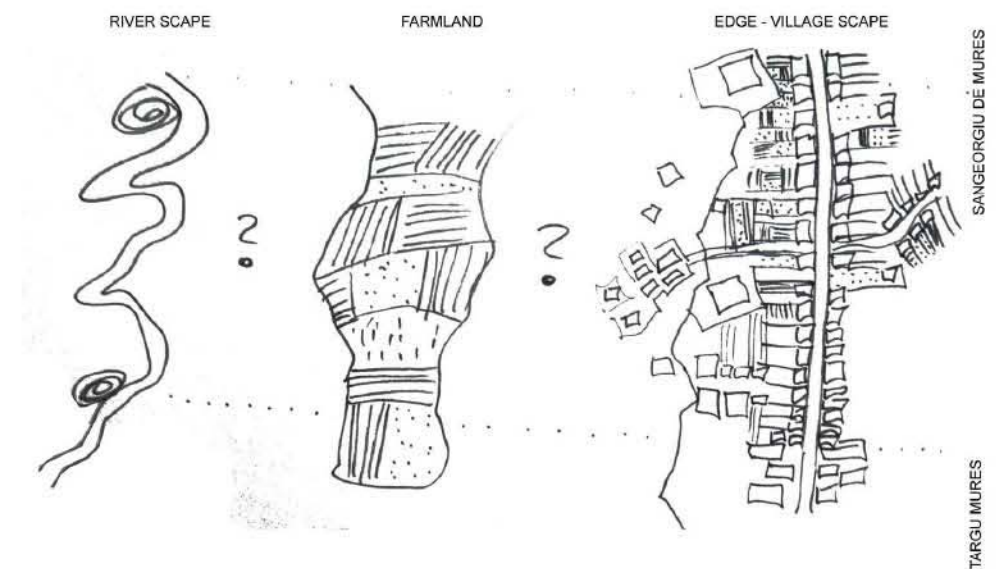 RIVER SCAPE
FARMLAND
EDGE - VILLAGE SCAPE
SANGEORGIU DE MURES
?
?
TARGU MURES